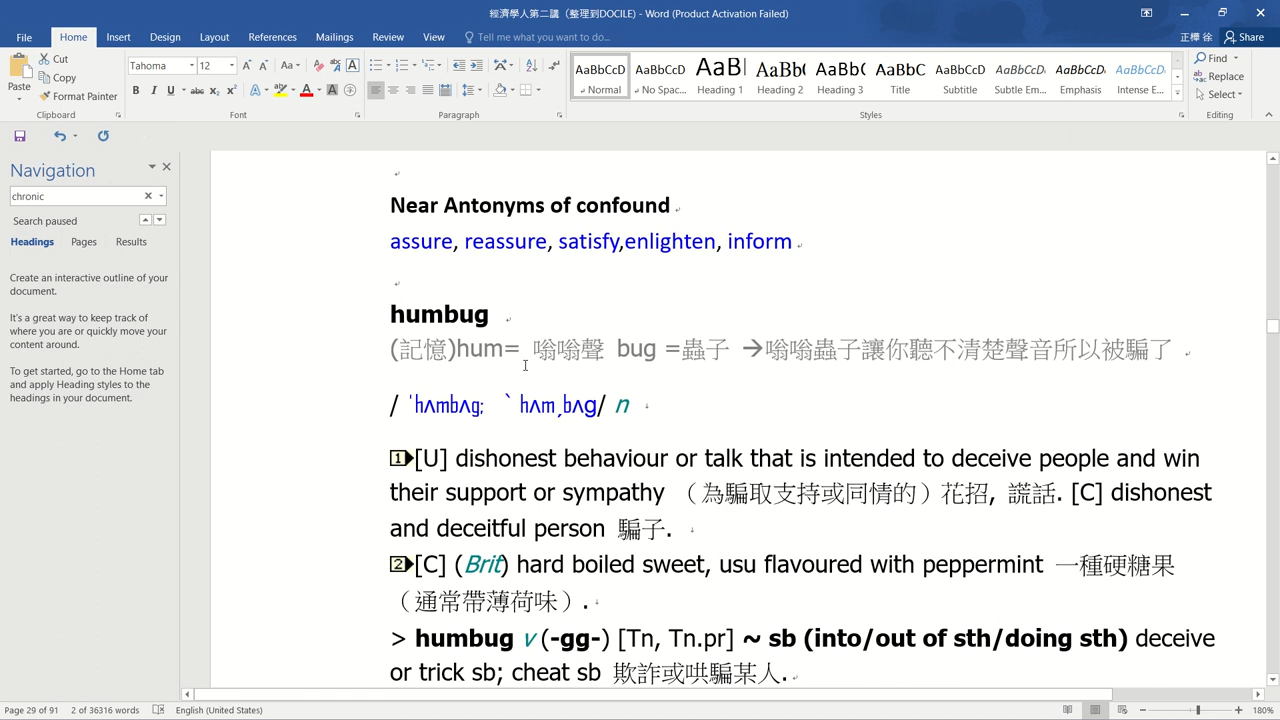 經濟學人第二講（整理到DOCILE) - Word (Product Activation Failed)
File Home Insert Design Layout References Mailings Review View Tell me what you want to do... 正樺 徐 Share
Paste Cut Copy Format Painter
Tahoma 12 Aa
B I U abc X₂ X² A A
AaBbCcD AaBbCcD AaBl AaBb( AaBbC AaBC AaBbCcD AaBbCcD AaBbCcD AaBbCcD
Normal No Spac... Heading 1 Heading 2 Heading 3 Title Subtitle Subtle Em... Emphasis Intense E...
Find Replace Select
Clipboard Font Paragraph Styles Editing
Navigation
chronic
Search paused
Headings Pages Results
Create an interactive outline of your
document.
It's a great way to keep track of
where you are or quickly move your
content around.
To get started, go to the Home tab
and apply Heading styles to the
headings in your document.
Near Antonyms of confound
assure, reassure, satisfy,enlighten, inform
humbug
(記憶)hum= 嗡嗡聲 bug =蟲子 →嗡嗡蟲子讓你聽不清楚聲音所以被騙了
/ ˈhʌmbʌg; ˋhʌmˏbʌg/ n
1 [U] dishonest behaviour or talk that is intended to deceive people and win
their support or sympathy （為騙取支持或同情的）花招, 謊話. [C] dishonest
and deceitful person 騙子.
2 [C] (Brit) hard boiled sweet, usu flavoured with peppermint 一種硬糖果
（通常帶薄荷味）.
> humbug v (-gg-) [Tn, Tn.pr] ~ sb (into/out of sth/doing sth) deceive
or trick sb; cheat sb 欺詐或哄騙某人.
Page 29 of 91 2 of 36316 words English (United States) 180%